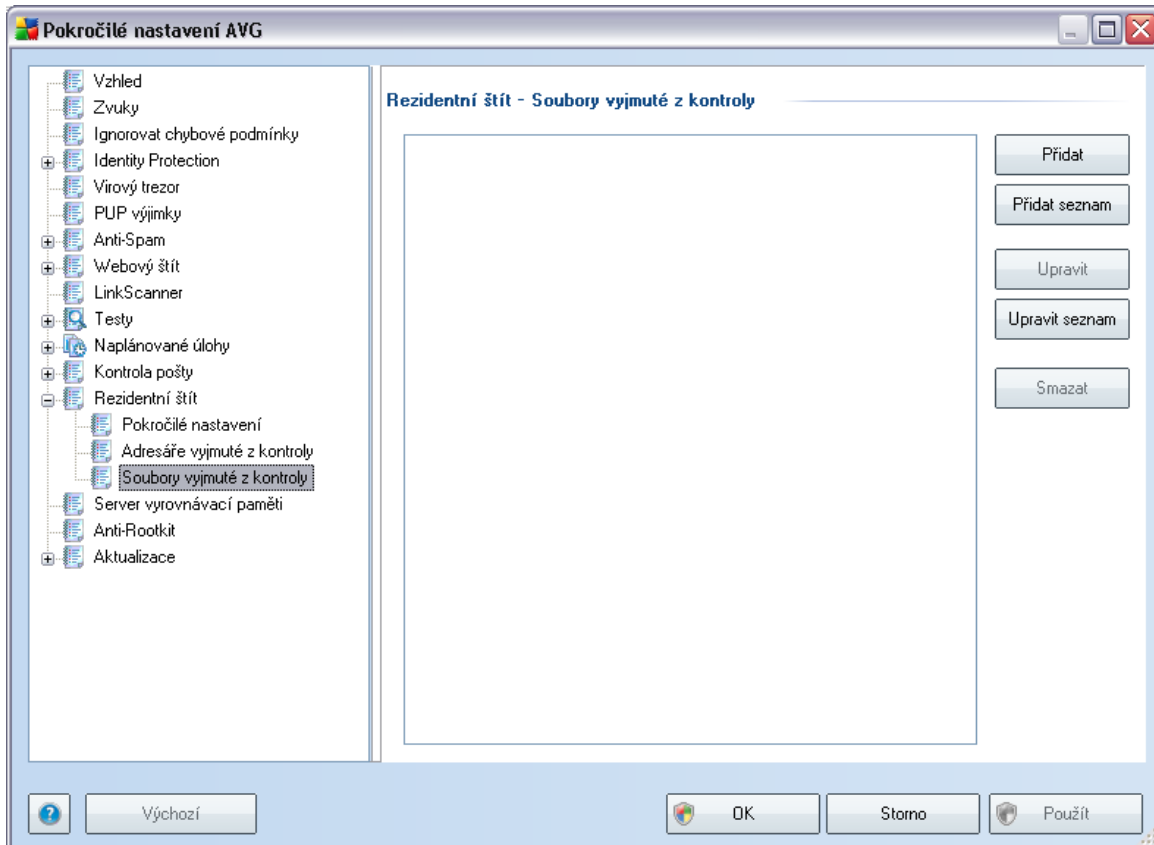 Pokročilé nastavení AVG
Vzhled
Zvuky
Ignorovat chybové podmínky
Identity Protection
Virový trezor
PUP výjimky
Anti-Spam
Webový štít
LinkScanner
Testy
Naplánované úlohy
Kontrola pošty
Rezidentní štít
Pokročilé nastavení
Adresáře vyjmuté z kontroly
Soubory vyjmuté z kontroly
Server vyrovnávací paměti
Anti-Rootkit
Aktualizace
Rezidentní štít - Soubory vyjmuté z kontroly
Přidat
Přidat seznam
Upravit
Upravit seznam
Smazat
?
Výchozí
OK
Storno
Použít